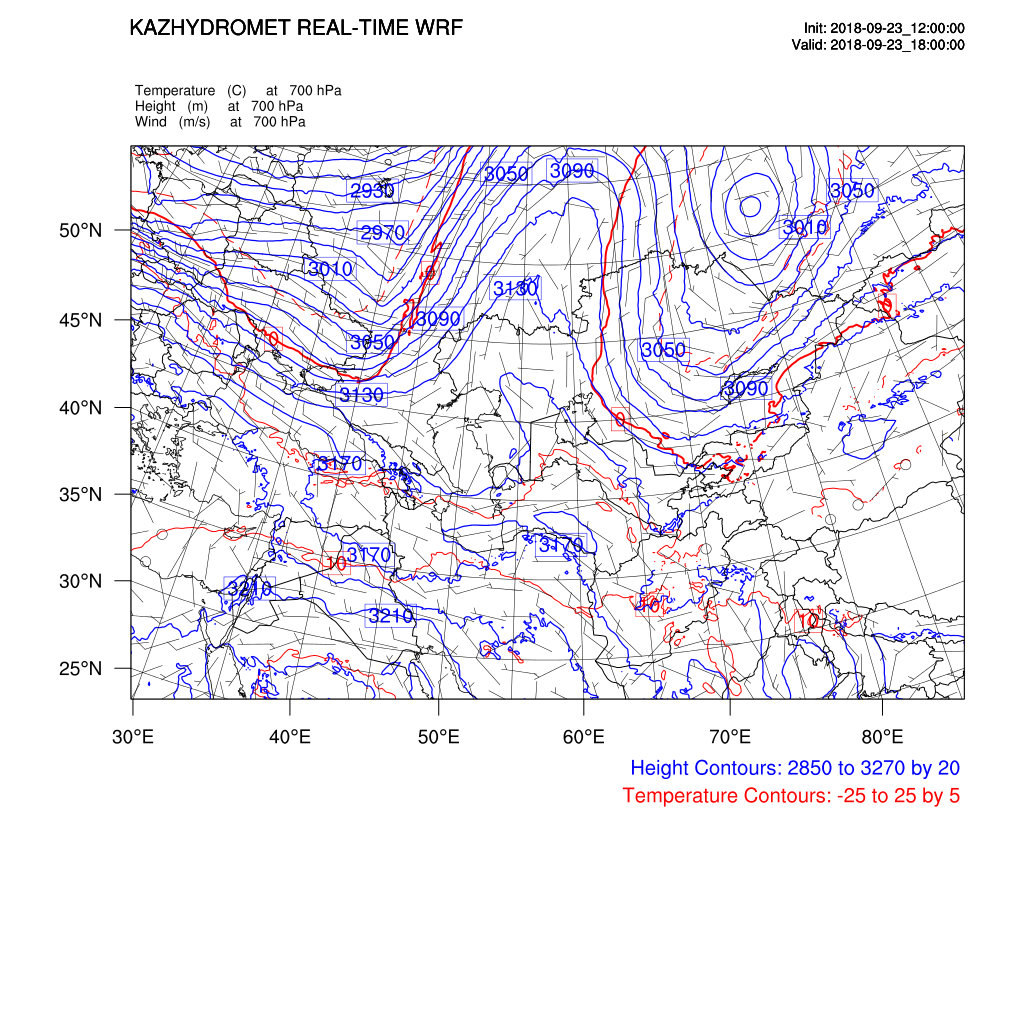 KAZHYDROMET REAL-TIME WRF
Init: 2018-09-23_12:00:00
Valid: 2018-09-23_18:00:00
Temperature (C) at 700 hPa
Height (m) at 700 hPa
Wind (m/s) at 700 hPa
3050
3090
2930
3050
50°N
2970
3010
3010
0
3130
45°N
3090
0
0
3050
3050
3130
3090
40°N
0
3170
35°N
3170
3170
10
30°N
3210
10
3210
10
25°N
30°E
40°E
50°E
60°E
70°E
80°E
Height Contours: 2850 to 3270 by 20
Temperature Contours: -25 to 25 by 5